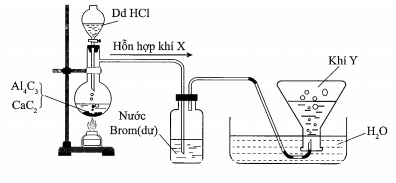 Dd HCl
Hỗn hợp khí X
Al₄C₃
CaC₂
Nước
Brom(dư)
Khí Y
H₂O